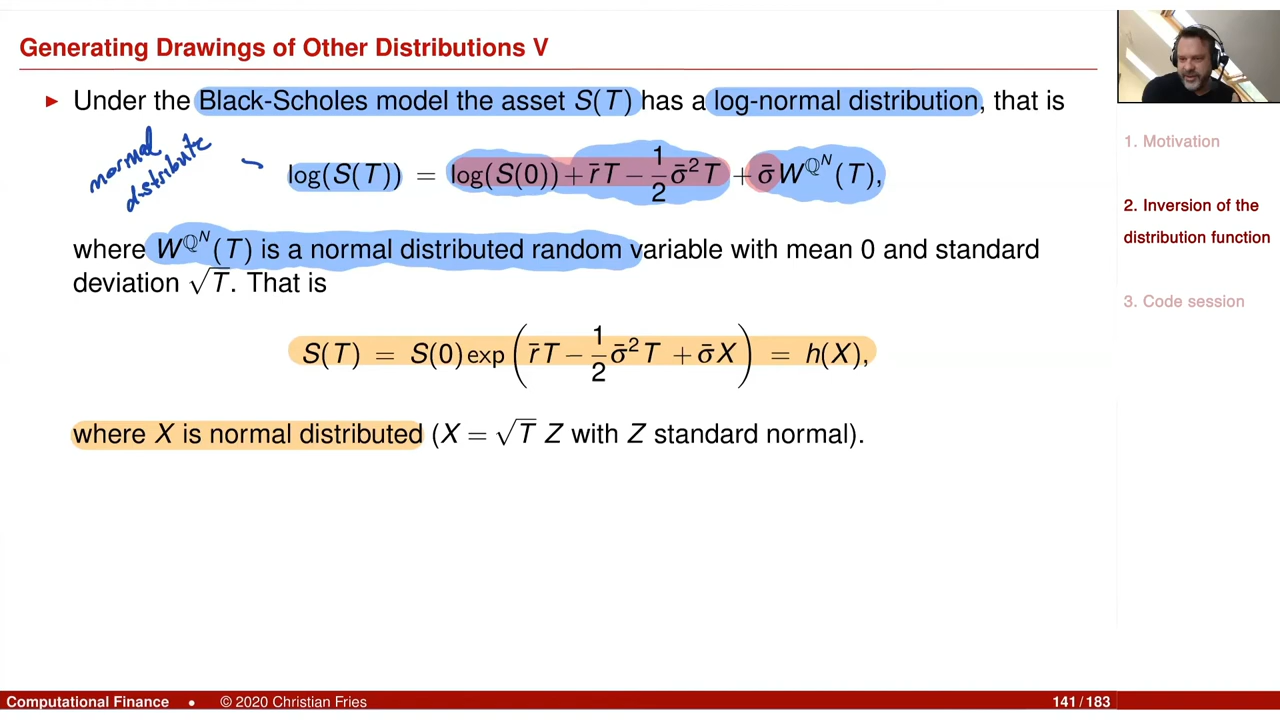 Generating Drawings of Other Distributions V
► Under the Black-Scholes model the asset S(T) has a log-normal distribution, that is
normal
distribute
log(S(T)) = log(S(0)) + r̄T − 1/2 σ̄²T + σ̄W^{ℚ^N}(T),
where W^{ℚ^N}(T) is a normal distributed random variable with mean 0 and standard
deviation √T. That is
S(T) = S(0) exp(r̄T − 1/2 σ̄²T + σ̄X) = h(X),
where X is normal distributed (X = √T Z with Z standard normal).
1. Motivation
2. Inversion of the
distribution function
3. Code session
Computational Finance • © 2020 Christian Fries 141 / 183